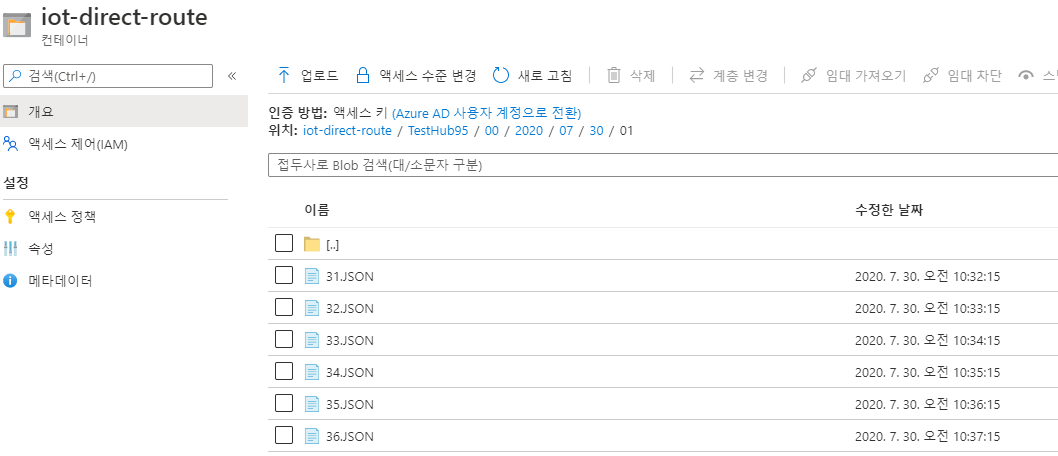 iot-direct-route
컨테이너
검색(Ctrl+/)
«
개요
액세스 제어(IAM)
설정
액세스 정책
속성
메타데이터
업로드 액세스 수준 변경 새로 고침 삭제 계층 변경 임대 가져오기 임대 차단
인증 방법: 액세스 키 (Azure AD 사용자 계정으로 전환)
위치: iot-direct-route / TestHub95 / 00 / 2020 / 07 / 30 / 01
접두사로 Blob 검색(대/소문자 구분)
이름 수정한 날짜
[..]
31.JSON 2020. 7. 30. 오전 10:32:15
32.JSON 2020. 7. 30. 오전 10:33:15
33.JSON 2020. 7. 30. 오전 10:34:15
34.JSON 2020. 7. 30. 오전 10:35:15
35.JSON 2020. 7. 30. 오전 10:36:15
36.JSON 2020. 7. 30. 오전 10:37:15